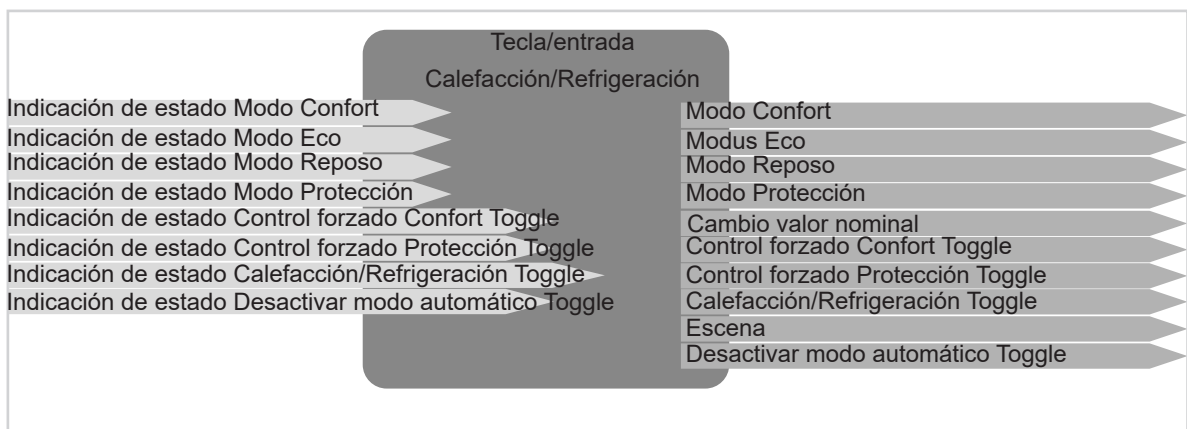 Tecla/entrada
Calefacción/Refrigeración
Indicación de estado Modo Confort
Indicación de estado Modo Eco
Indicación de estado Modo Reposo
Indicación de estado Modo Protección
Indicación de estado Control forzado Confort Toggle
Indicación de estado Control forzado Protección Toggle
Indicación de estado Calefacción/Refrigeración Toggle
Indicación de estado Desactivar modo automático Toggle
Modo Confort
Modus Eco
Modo Reposo
Modo Protección
Cambio valor nominal
Control forzado Confort Toggle
Control forzado Protección Toggle
Calefacción/Refrigeración Toggle
Escena
Desactivar modo automático Toggle